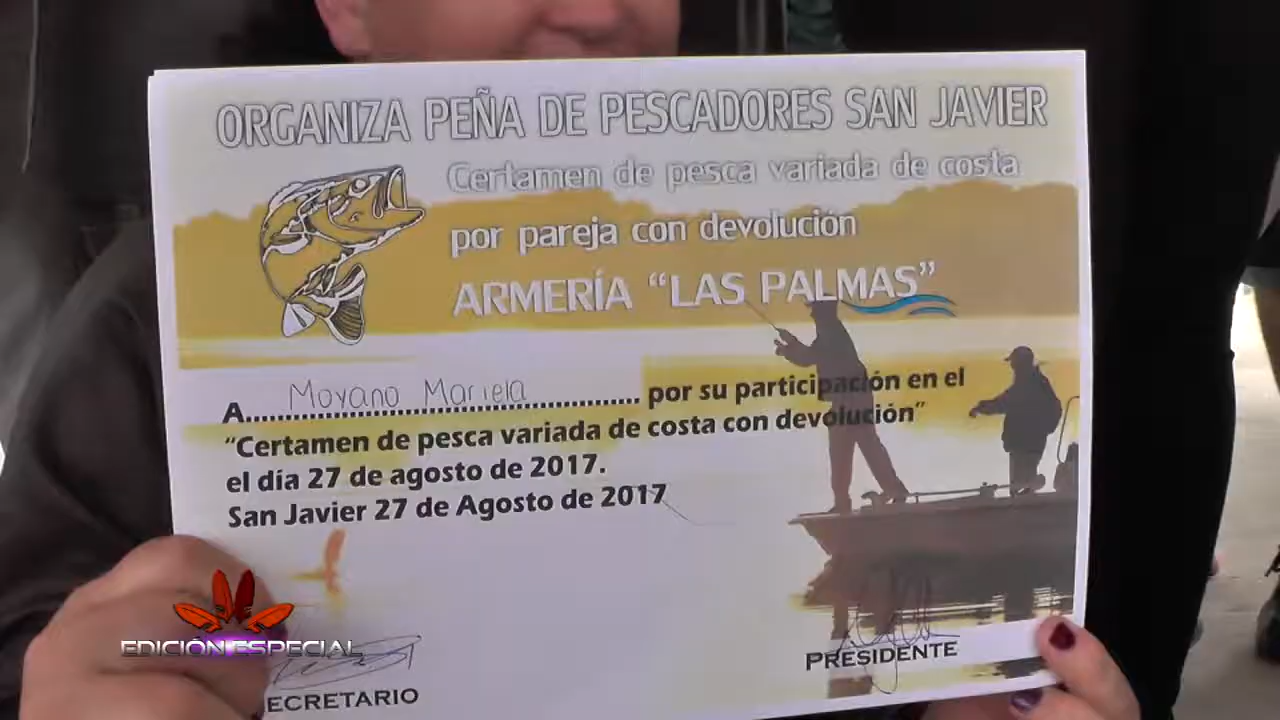 ORGANIZA PEÑA DE PESCADORES SAN JAVIER
Certamen de pesca variada de costa
por pareja con devolución
ARMERÍA “LAS PALMAS”
A.... Moyano Mariela .... por su participación en el
“Certamen de pesca variada de costa con devolución”
el día 27 de agosto de 2017.
San Javier 27 de Agosto de 2017
EDICIÓN ESPECIAL
ECRETARIO
PRESIDENTE